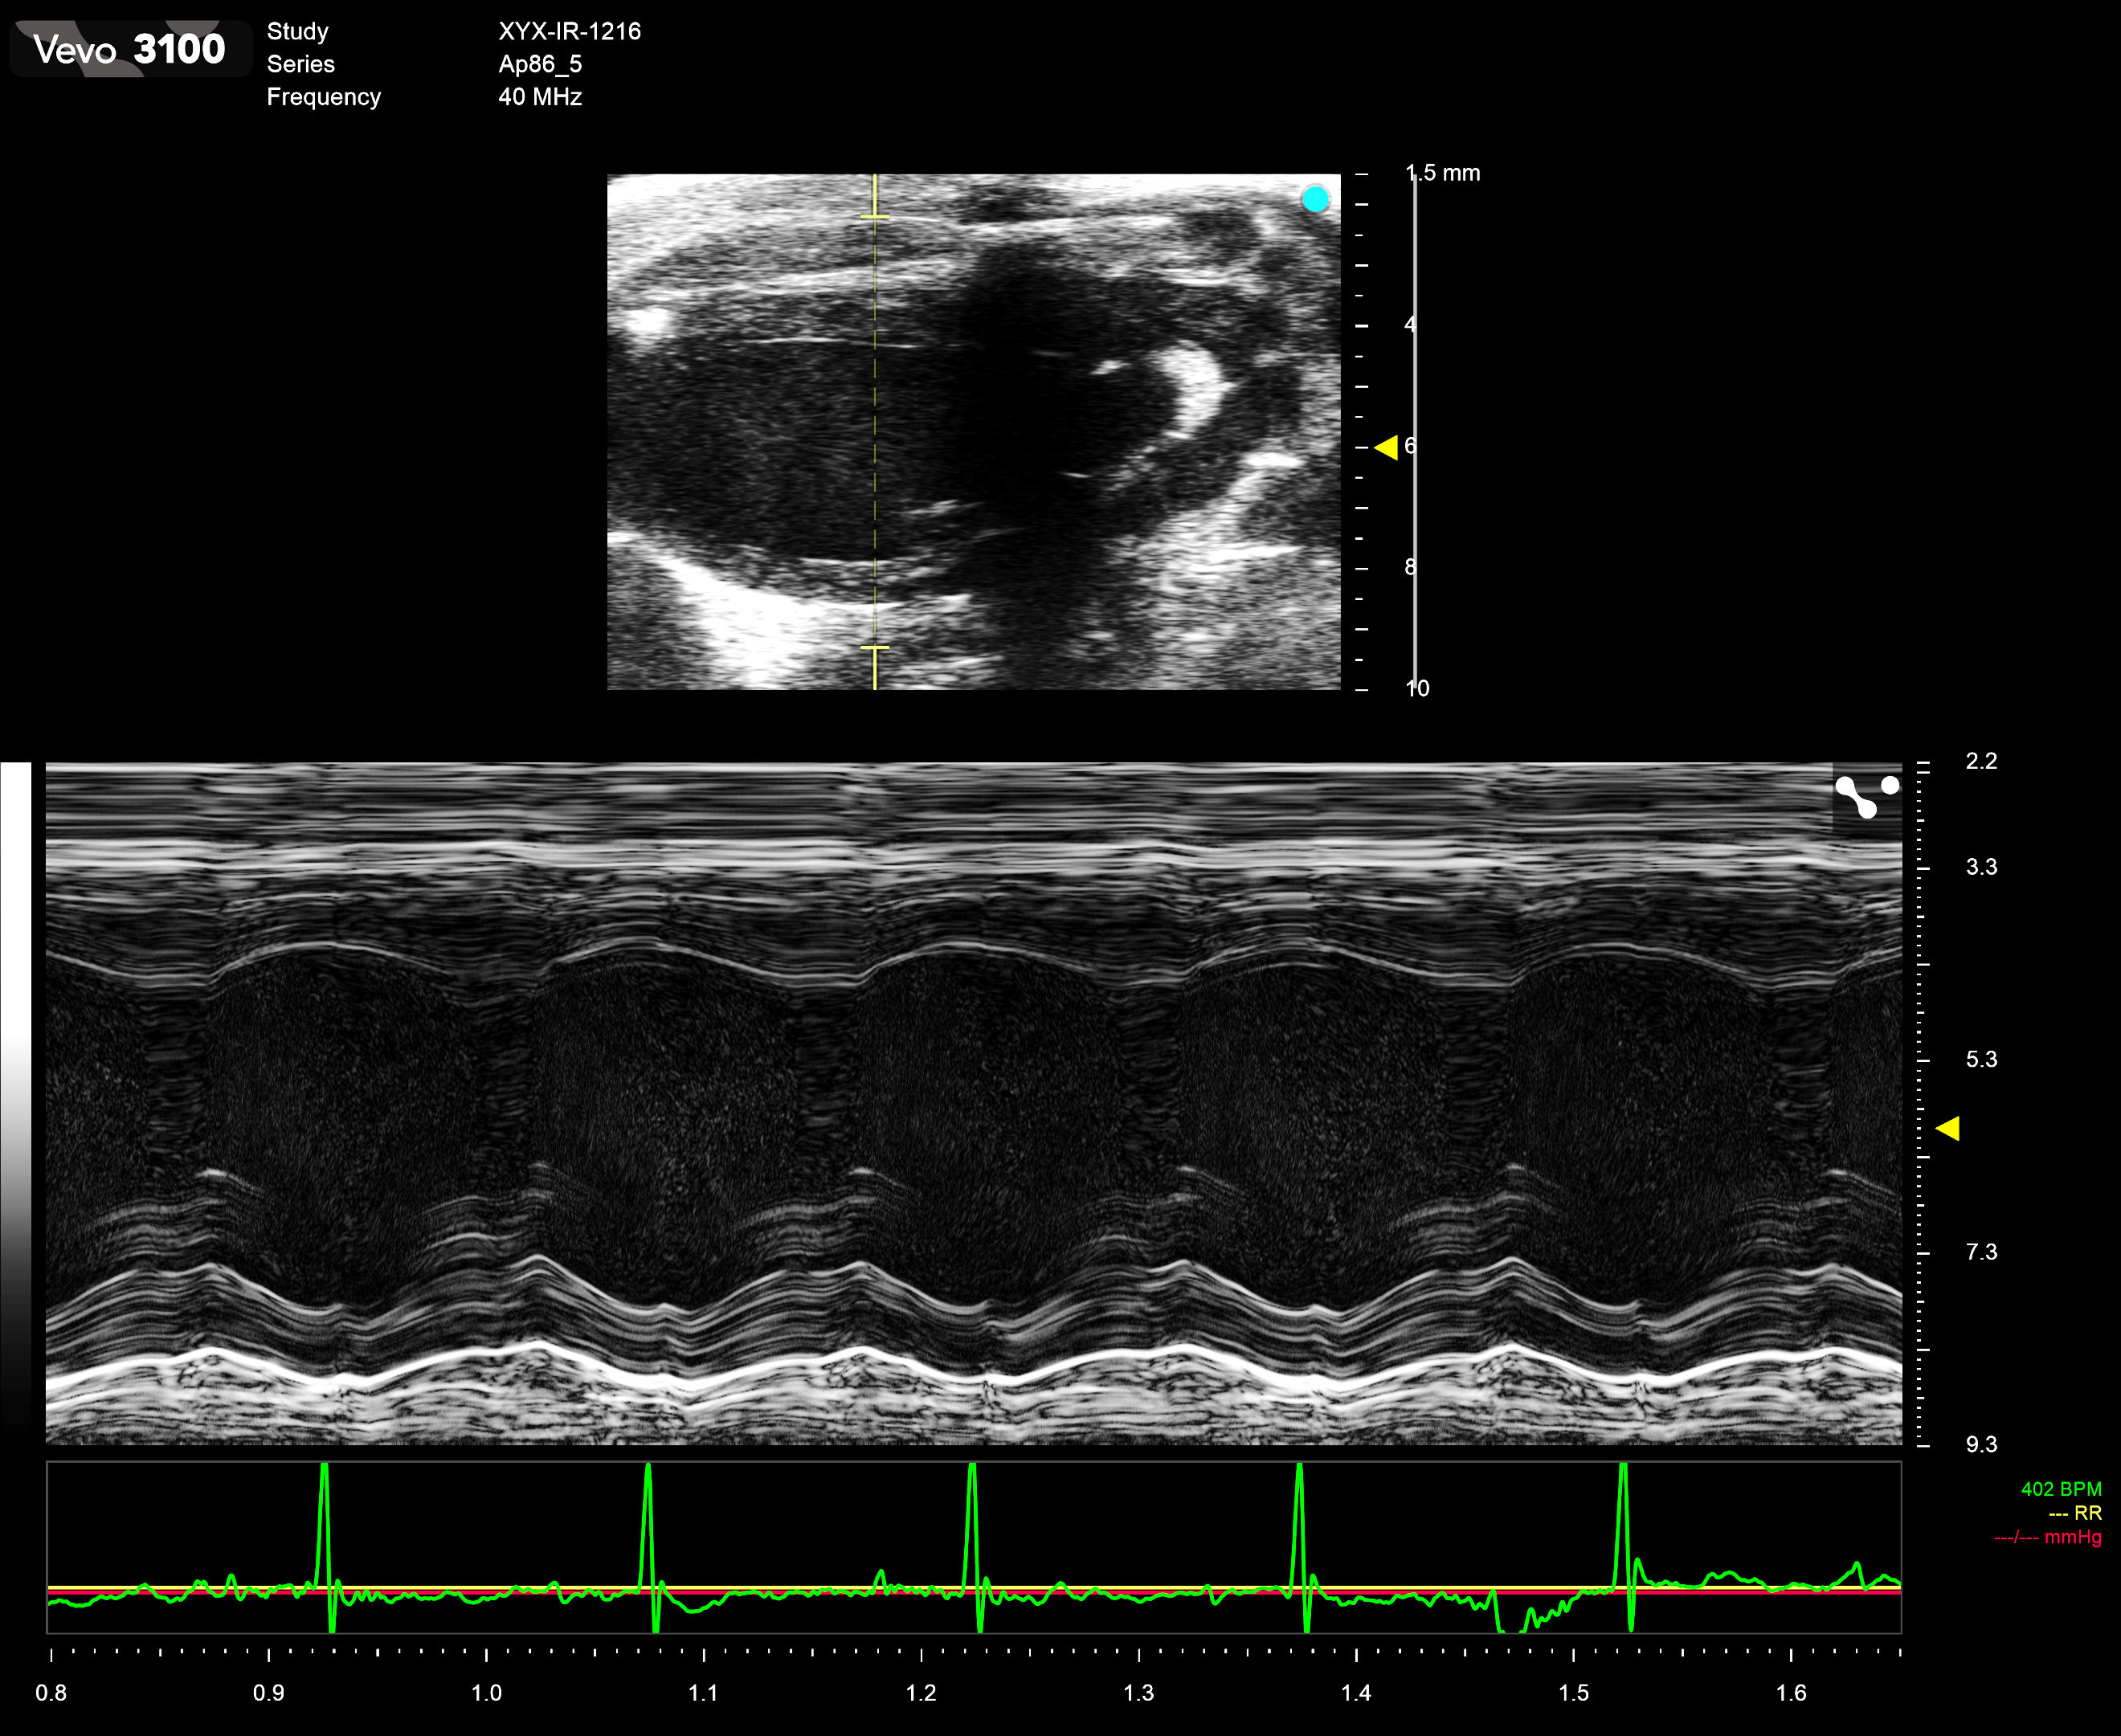 Vevo 3100
Study XYX-IR-1216
Series Ap86_5
Frequency 40 MHz
1.5 mm
4
6
8
10
2.2
3.3
5.3
7.3
9.3
402 BPM
--- RR
---/--- mmHg
0.8 0.9 1.0 1.1 1.2 1.3 1.4 1.5 1.6